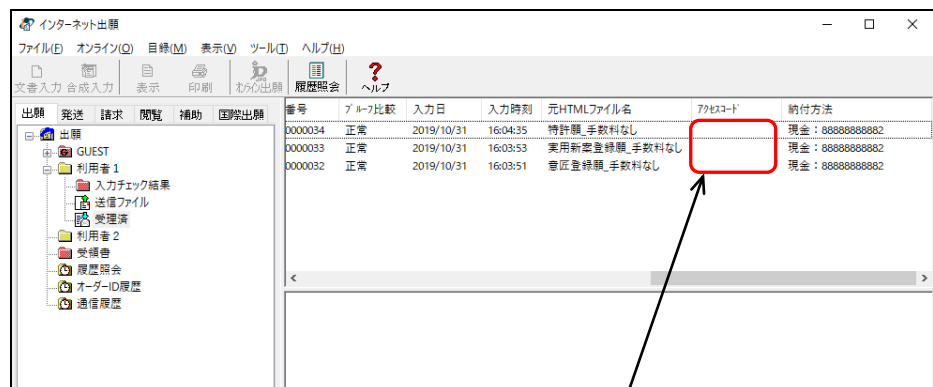 インターネット出願
ファイル(F) オンライン(O) 目録(M) 表示(V) ツール(T) ヘルプ(H)
文書入力 合成入力 表示 印刷 わらう出願 履歴照会 ヘルプ
出願 発送 請求 閲覧 補助 国際出願
出願
GUEST
利用者1
入力チェック結果
送信ファイル
受理済
利用者2
受領書
履歴照会
オーダーID履歴
通信履歴
番号 プルーフ比較 入力日 入力時刻 元HTMLファイル名 アクセスコード 納付方法
0000034 正常 2019/10/31 16:04:35 特許願_手数料なし 現金:88888888882
0000033 正常 2019/10/31 16:03:53 実用新案登録願_手数料なし 現金:88888888882
0000032 正常 2019/10/31 16:03:51 意匠登録願_手数料なし 現金:88888888882